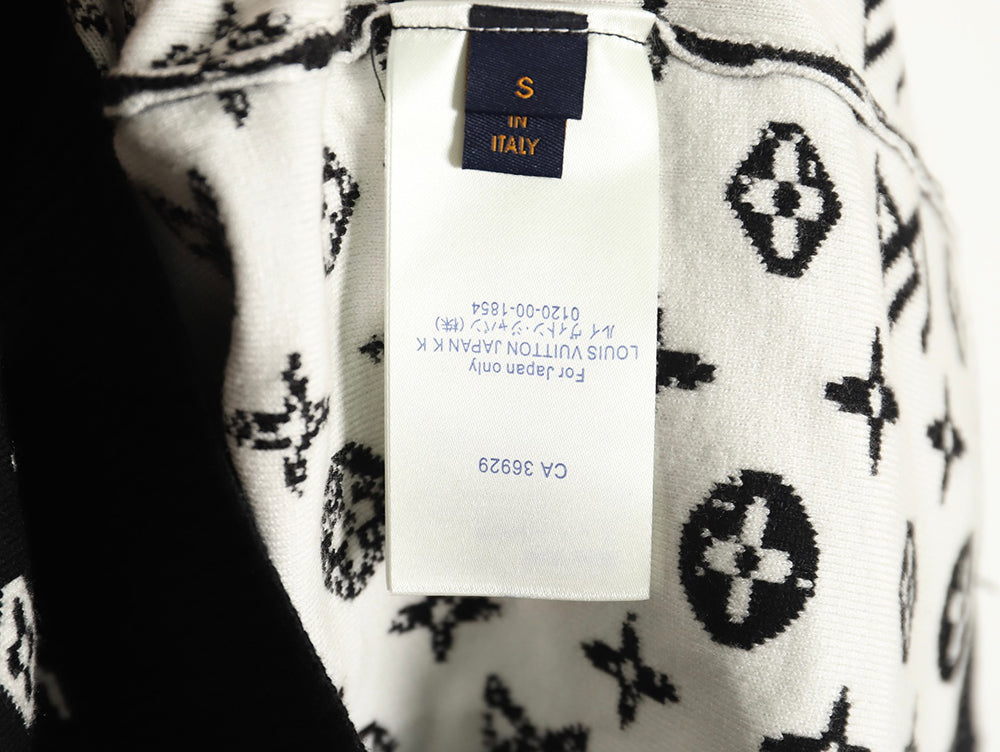 S
IN
ITALY
CA 36929
For Japan only
LOUIS VUITTON JAPAN K K
ルイ ヴィトン・ジャパン (株)
0120-00-1854